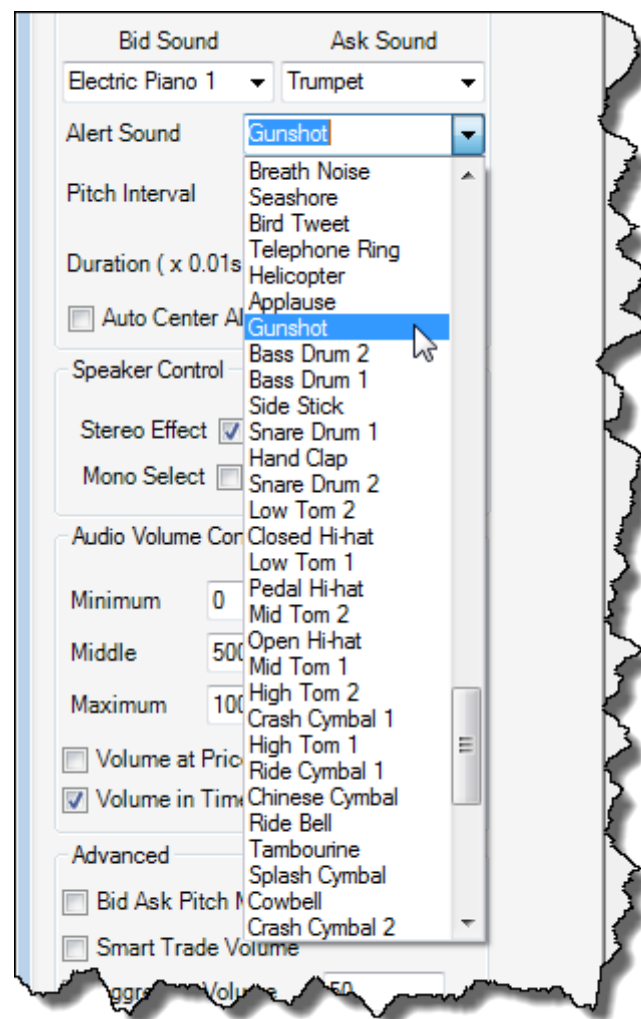 Bid Sound Ask Sound
Electric Piano 1 Trumpet
Alert Sound Gunshot
Breath Noise
Pitch Interval Seashore
Bird Tweet
Telephone Ring
Duration ( x 0.01s Helicopter
Applause
Auto Center Al
Gunshot
Bass Drum 2
Speaker Control Bass Drum 1
Side Stick
Stereo Effect Snare Drum 1
Hand Clap
Mono Select Snare Drum 2
Low Tom 2
Audio Volume Con Closed Hi-hat
Low Tom 1
Pedal Hi-hat
Minimum 0 Mid Tom 2
Open Hi-hat
Middle 500 Mid Tom 1
High Tom 2
Maximum 100 Crash Cymbal 1
High Tom 1
Volume at Price Ride Cymbal 1
Volume in Time Chinese Cymbal
Ride Bell
Advanced Tambourine
Splash Cymbal
Bid Ask Pitch M Cowbell
Crash Cymbal 2
Smart Trade Volume
Volume 50